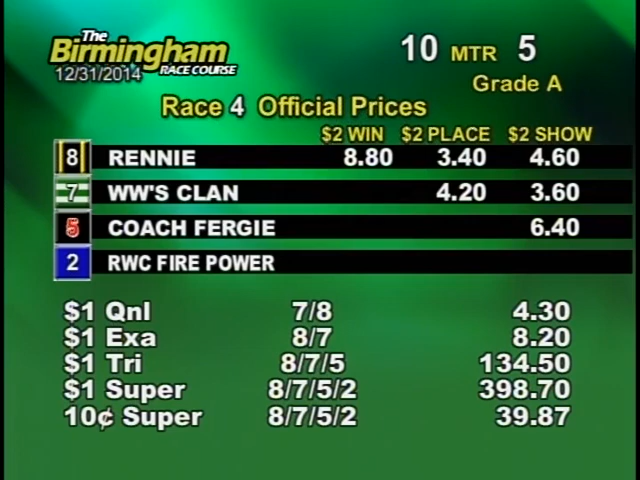 The
Birmingham
RACE COURSE
12/31/2014
10 MTR 5
Grade A
Race 4 Official Prices
$2 WIN $2 PLACE $2 SHOW
8 RENNIE 8.80 3.40 4.60
7 WW'S CLAN 4.20 3.60
5 COACH FERGIE 6.40
2 RWC FIRE POWER
$1 Qnl 7/8 4.30
$1 Exa 8/7 8.20
$1 Tri 8/7/5 134.50
$1 Super 8/7/5/2 398.70
10¢ Super 8/7/5/2 39.87